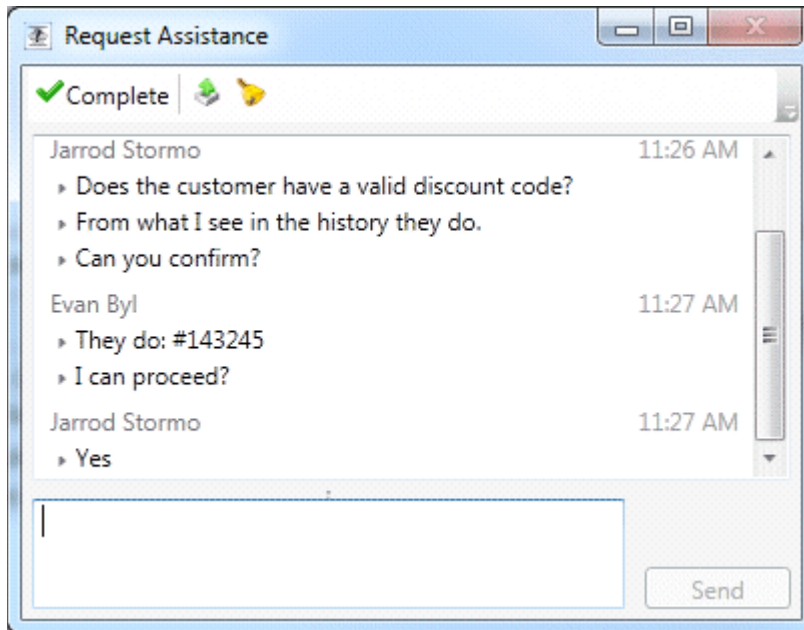 Request Assistance
Complete
Jarrod Stormo 11:26 AM
Does the customer have a valid discount code?
From what I see in the history they do.
Can you confirm?
Evan Byl 11:27 AM
They do: #143245
I can proceed?
Jarrod Stormo 11:27 AM
Yes
Send